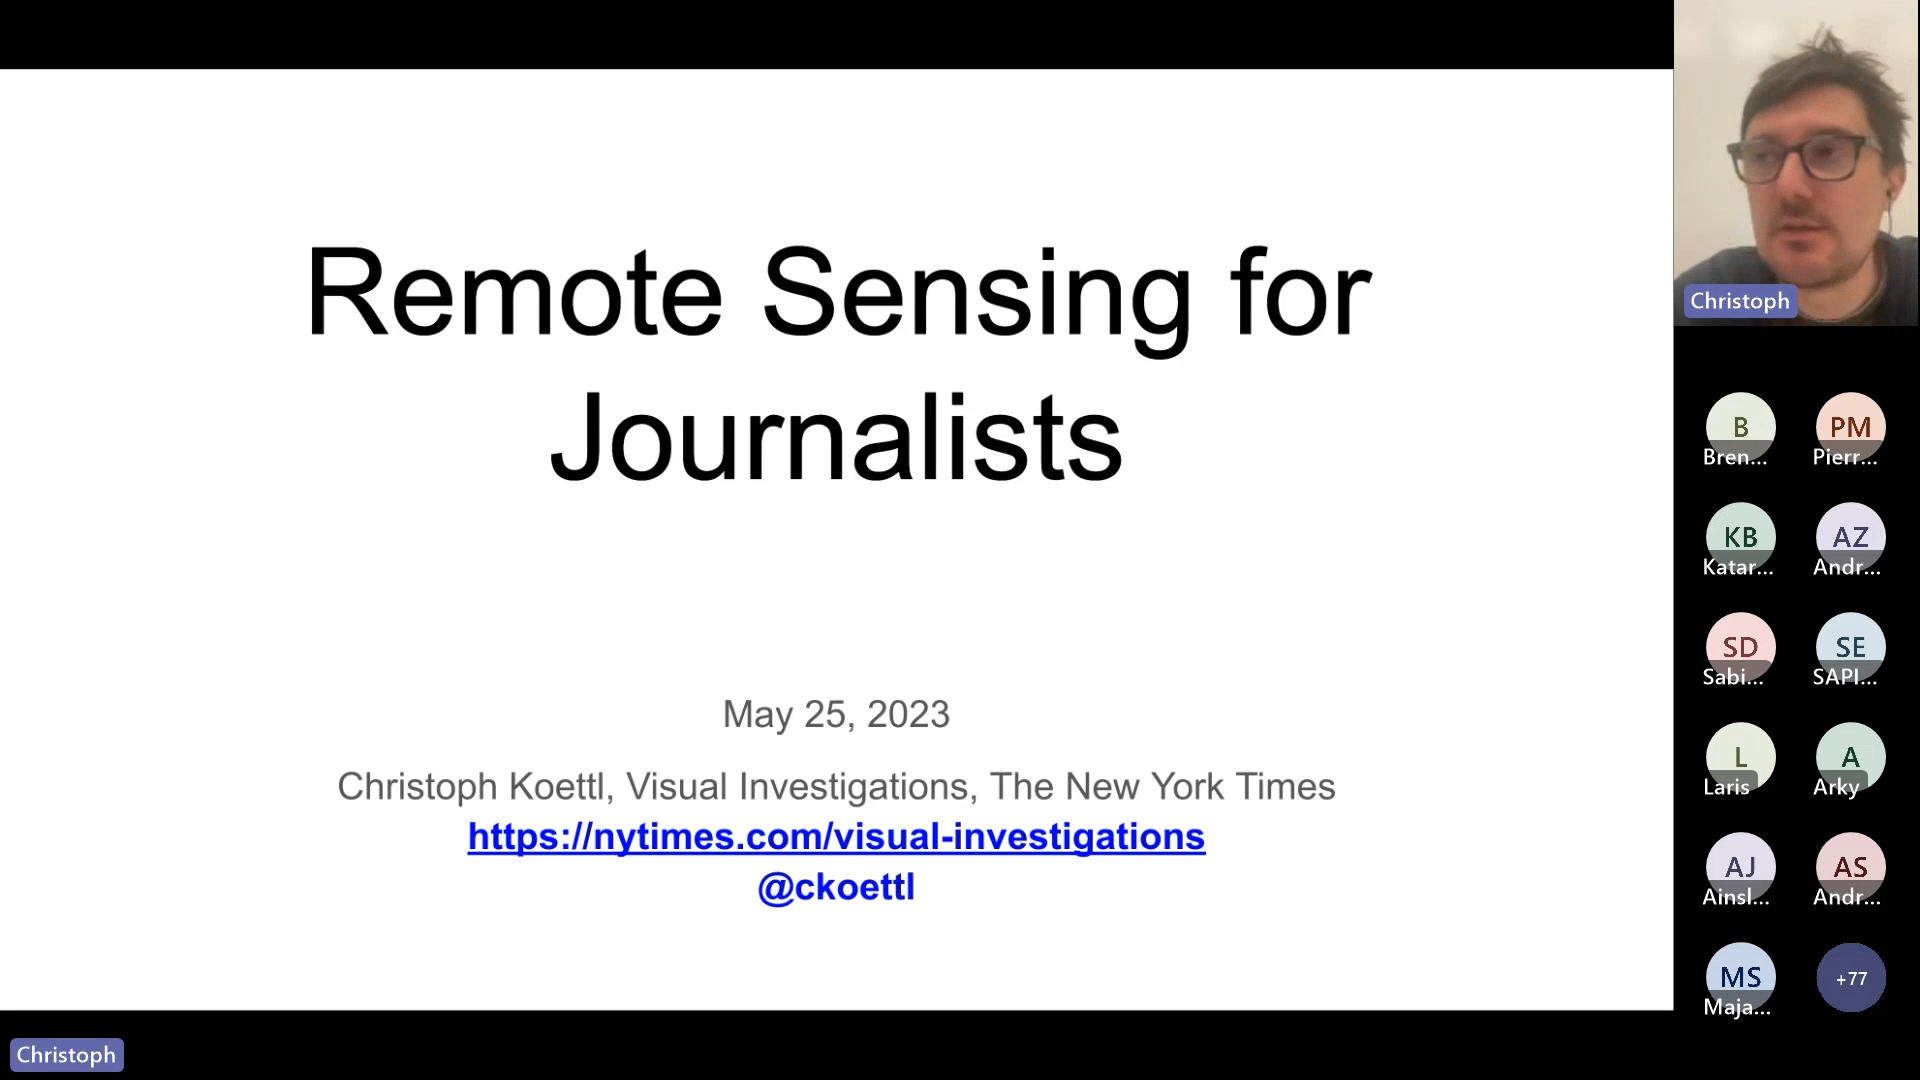 Remote Sensing for
Journalists
May 25, 2023
Christoph Koettl, Visual Investigations, The New York Times
https://nytimes.com/visual-investigations
@ckoettl
Christoph
Christoph
B
Bren...
PM
Pierr...
KB
Katar...
AZ
Andr...
SD
Sabi...
SE
SAPI...
L
Laris
A
Arky
AJ
Ainsl...
AS
Andr...
MS
Maja...
+77